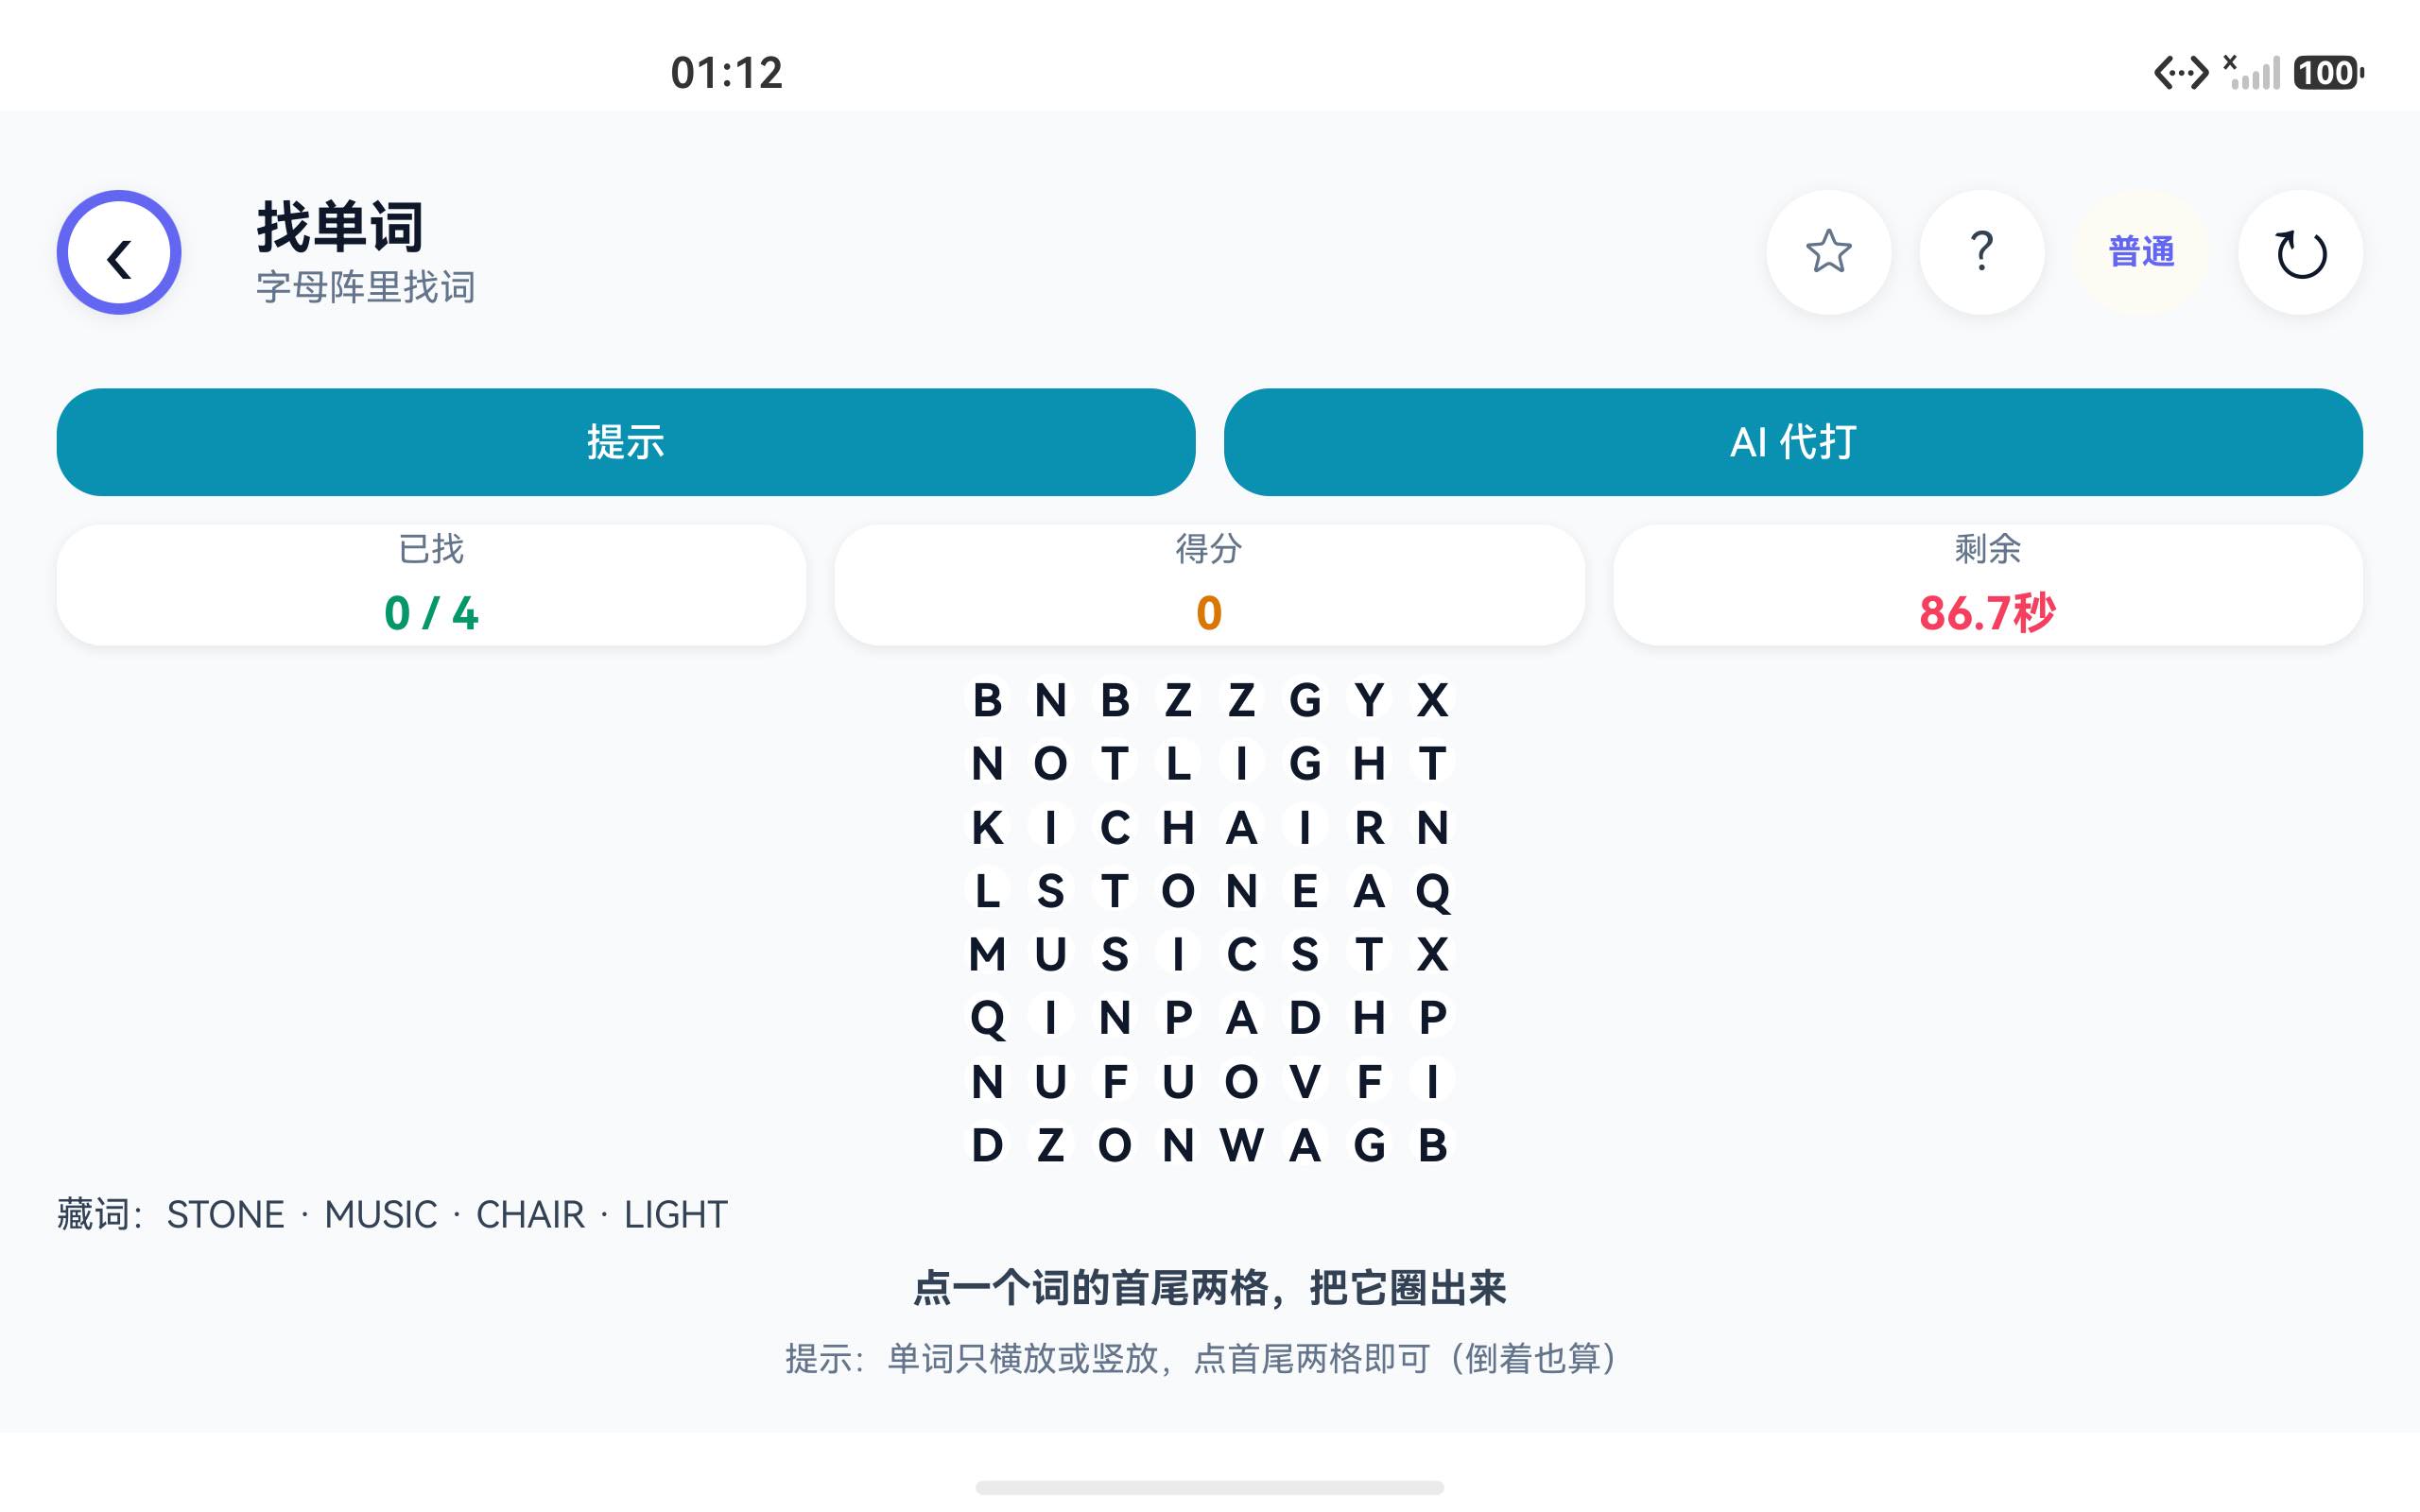 01:12
100
找单词
字母阵里找词
?
普通
提示
AI 代打
已找
得分
剩余
0 / 4
0
86.7秒
B N B Z Z G Y X
N O T L I G H T
K I C H A I R N
L S T O N E A Q
M U S I C S T X
Q I N P A D H P
N U F U O V F I
D Z O N W A G B
藏词：STONE · MUSIC · CHAIR · LIGHT
点一个词的首尾两格，把它圈出来
提示：单词只横放或竖放，点首尾两格即可（倒着也算）